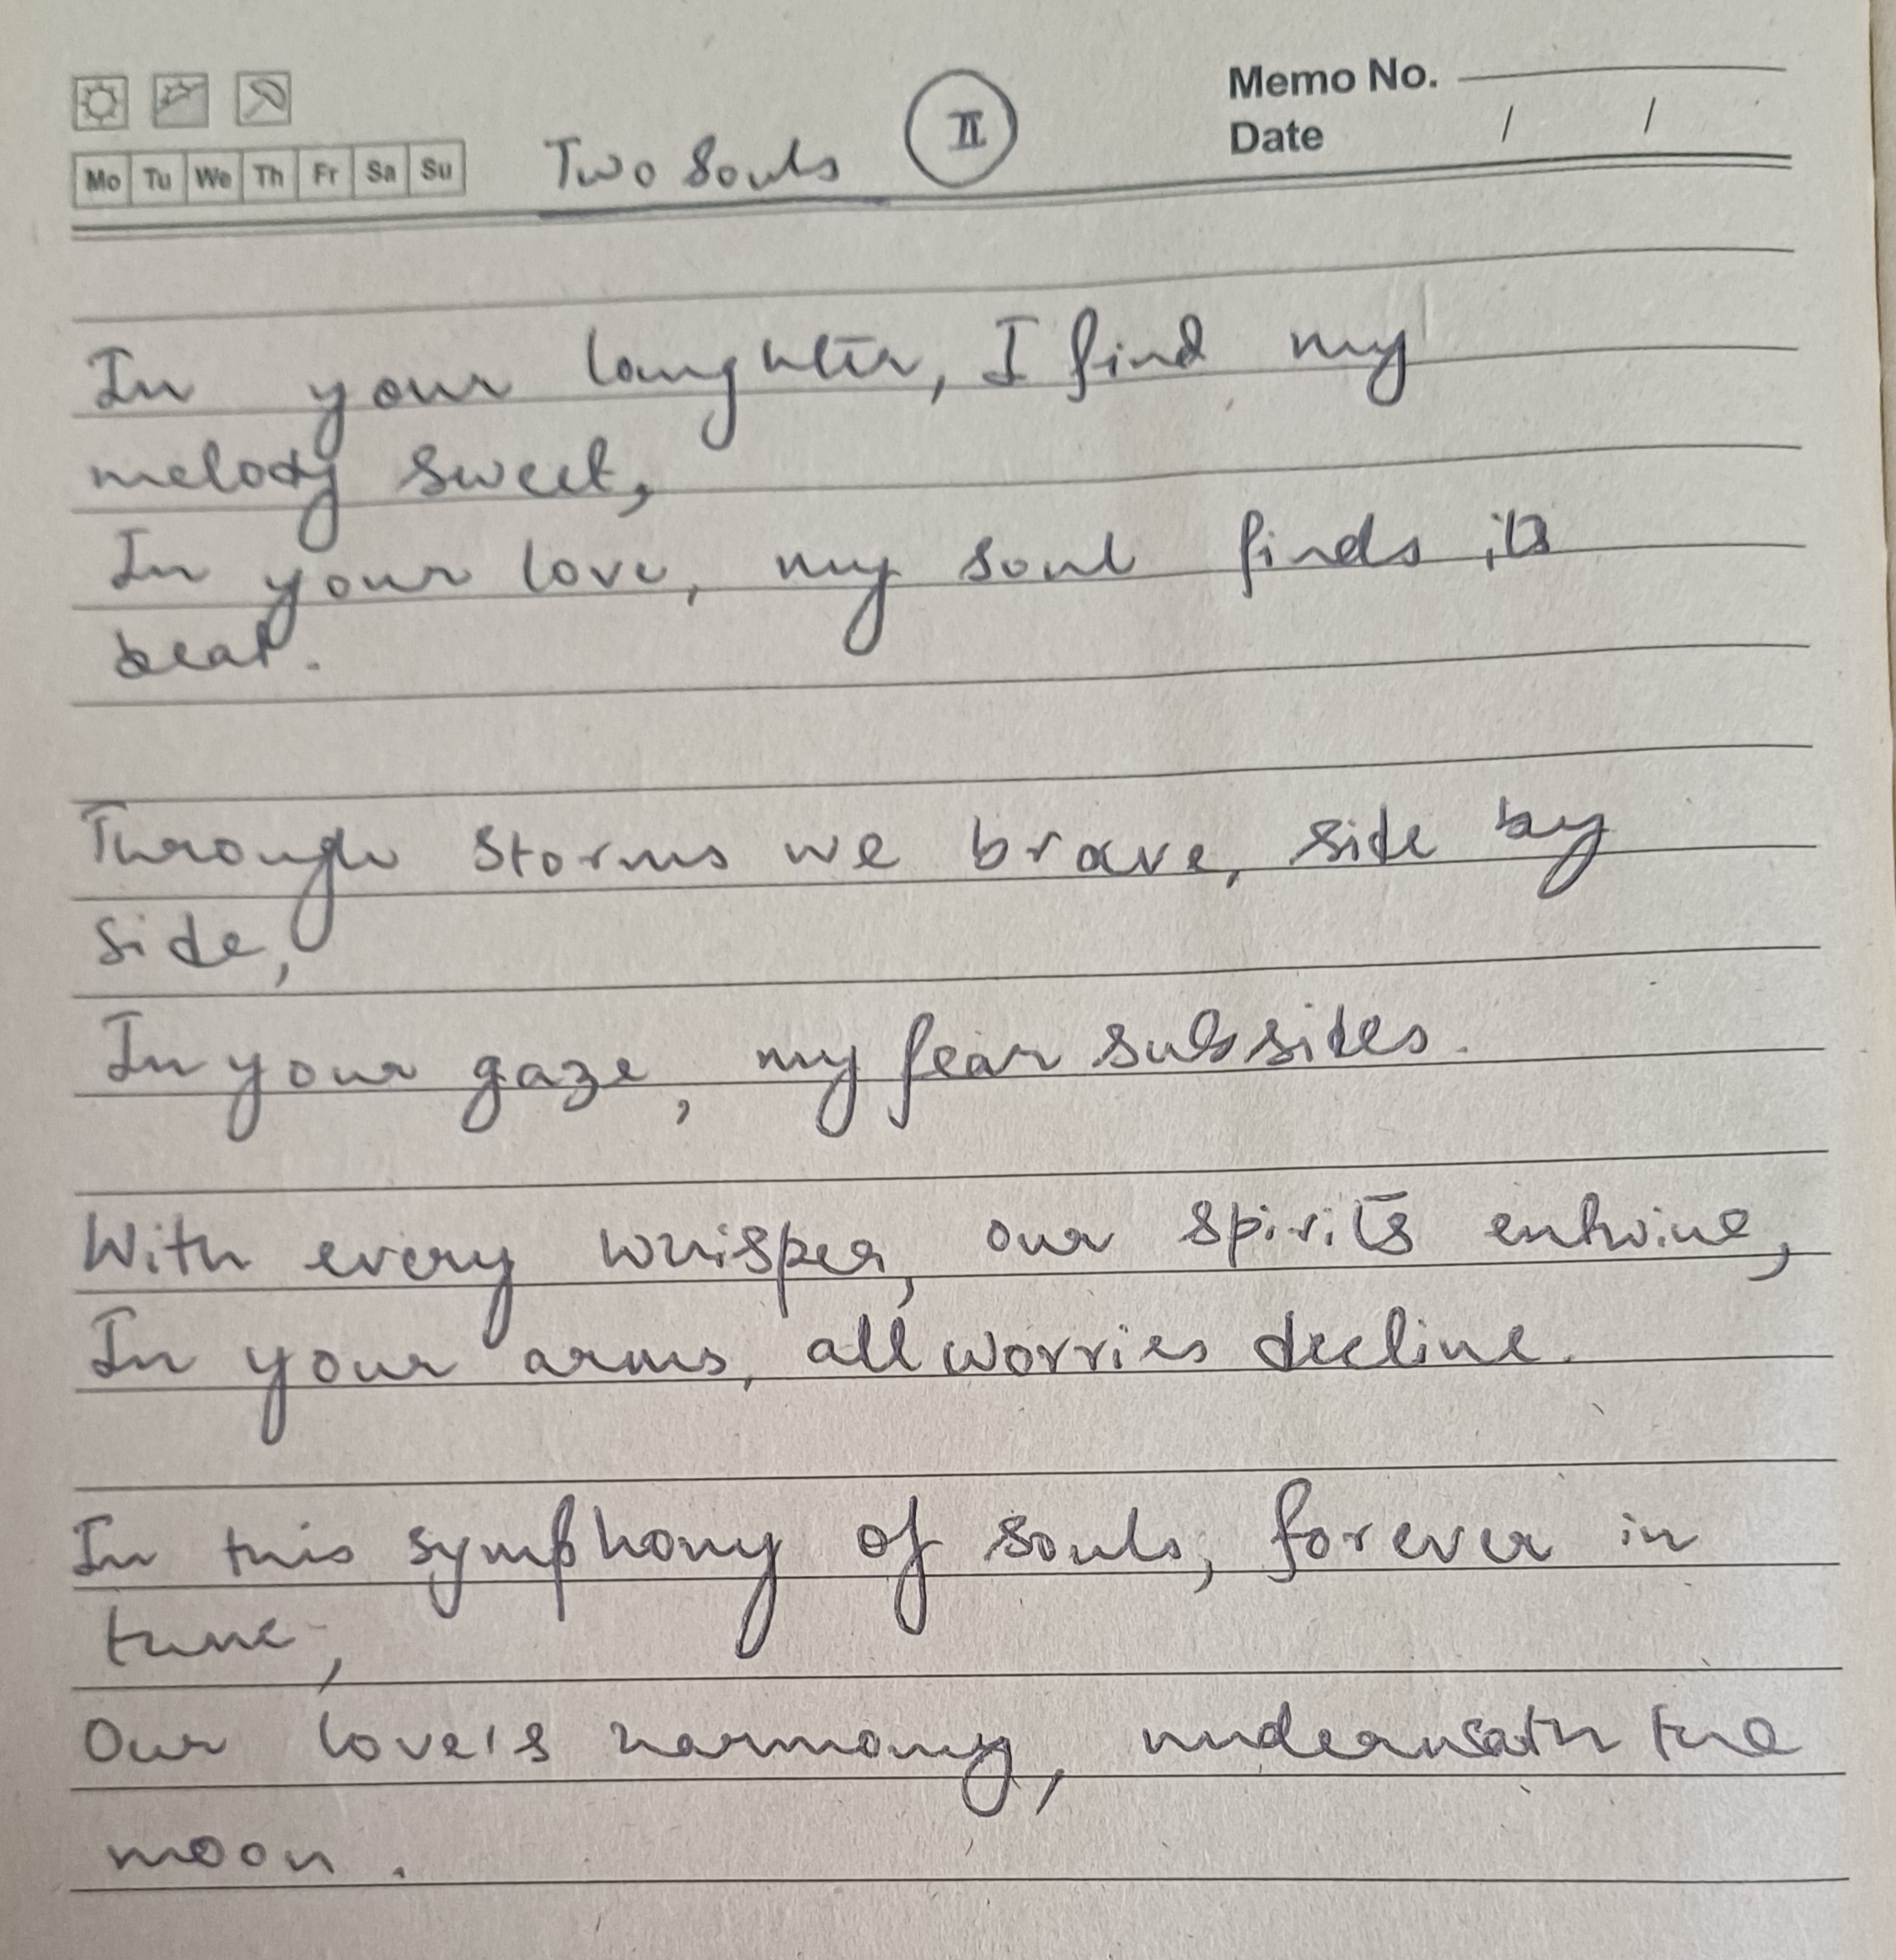 Memo No.
Two Souls II
Date / /
Mo Tu We Th Fr Sa Su
In your laughter, I find my
melody sweet,
In your love, my soul finds its
beat.
Through storms we brave, side by
side,
In your gaze, my fear subsides.
With every whisper, our spirits entwine,
In your arms, all worries decline.
In this symphony of souls, forever in
tune,
Our love's harmony, underneath the
moon.